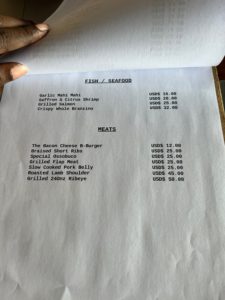 FISH / SEAFOOD
Garlic Mahi Mahi USD$ 16.00
Saffron & Citrus Shrimp USD$ 20.00
Grilled Salmon USD$ 25.00
Crispy Whole Branzino USD$ 32.00
MEATS
The Bacon Cheese B-Burger USD$ 12.00
Braised Short Ribs USD$ 25.00
Special Ossobuco USD$ 25.00
Grilled Flap Meat USD$ 25.00
Slow Cooked Pork Belly USD$ 25.00
Roasted Lamb Shoulder USD$ 45.00
Grilled 24Onz Ribeye USD$ 50.00